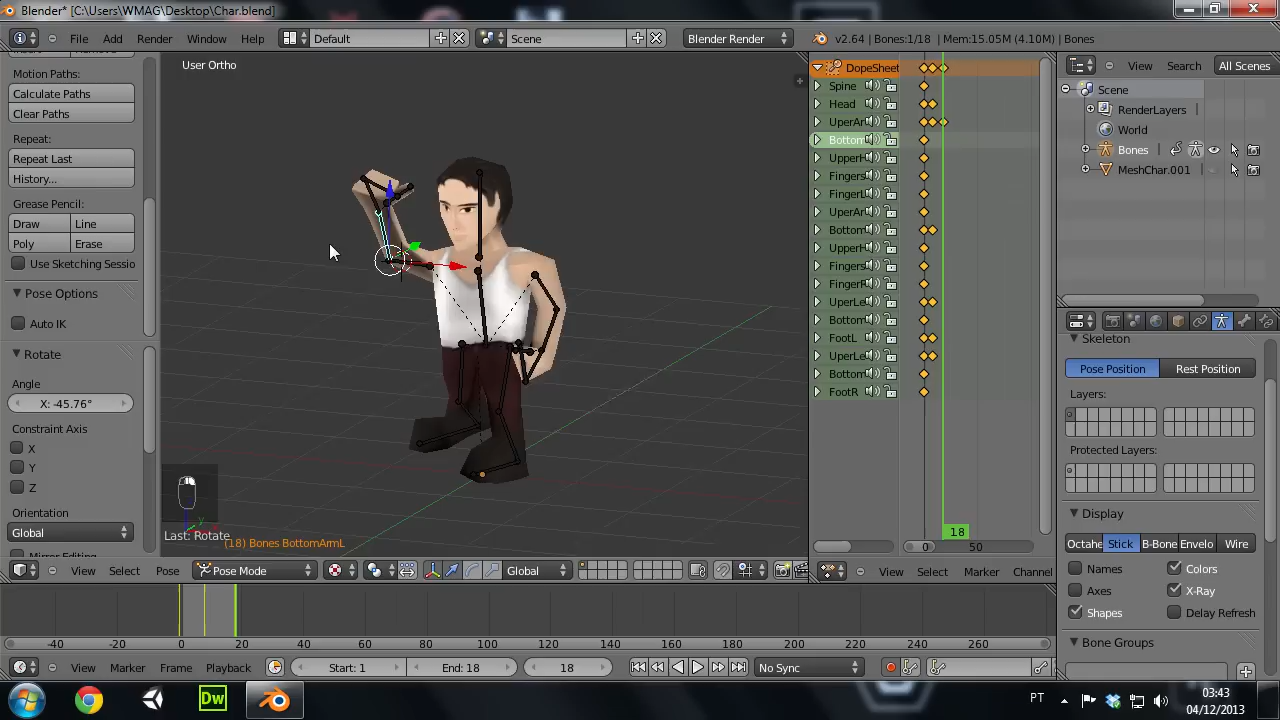 Blender* [C:\Users\WMAG\Desktop\Char.blend]
File Add Render Window Help Default Scene Blender Render v2.64 | Bones:1/18 | Mem:15.05M (4.10M) | Bones
Motion Paths:
Calculate Paths
Clear Paths
Repeat:
Repeat Last
History...
Grease Pencil:
Draw Line
Poly Erase
Use Sketching Sessio
Pose Options
Auto IK
Rotate
Angle
X: -45.76°
Constraint Axis
X
Y
Z
Orientation
Global
User Ortho
Last: Rotate
(18) Bones BottomArmL
View Select Pose Pose Mode Global
DopeSheet
Spine
Head
UperAr
Bottom
UpperH
Fingers
FingerL
UperAr
Bottom
UpperH
Fingers
FingerR
UperLe
Bottom
FootL
UperLe
Bottom
FootR
18
0 50
View Select Marker Channel
View Search All Scenes
Scene
RenderLayers
World
Bones
MeshChar.001
Skeleton
Pose Position Rest Position
Layers:
Protected Layers:
Display
Octahe Stick B-Bone Envelo Wire
Names Colors
Axes X-Ray
Shapes Delay Refresh
Bone Groups
-40 -20 0 20 40 60 80 100 120 140 160 180 200 220 240 260
View Marker Frame Playback Start: 1 End: 18 18 No Sync
Dw
PT
03:43
04/12/2013